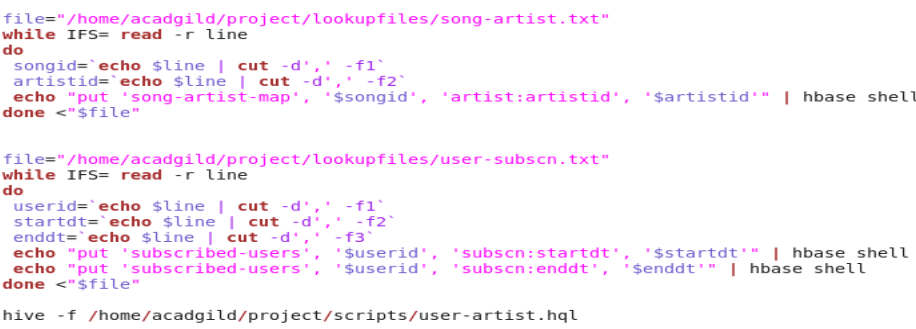 file="/home/acadgild/project/lookupfiles/song-artist.txt"
while IFS= read -r line
do
 songid=`echo $line | cut -d',' -f1`
 artistid=`echo $line | cut -d',' -f2`
 echo "put 'song-artist-map', '$songid', 'artist:artistid', '$artistid'" | hbase shell
done <"$file"
file="/home/acadgild/project/lookupfiles/user-subscn.txt"
while IFS= read -r line
do
 userid=`echo $line | cut -d',' -f1`
 startdt=`echo $line | cut -d',' -f2`
 enddt=`echo $line | cut -d',' -f3`
 echo "put 'subscribed-users', '$userid', 'subscn:startdt', '$startdt'" | hbase shell
 echo "put 'subscribed-users', '$userid', 'subscn:enddt', '$enddt'" | hbase shell
done <"$file"
hive -f /home/acadgild/project/scripts/user-artist.hql